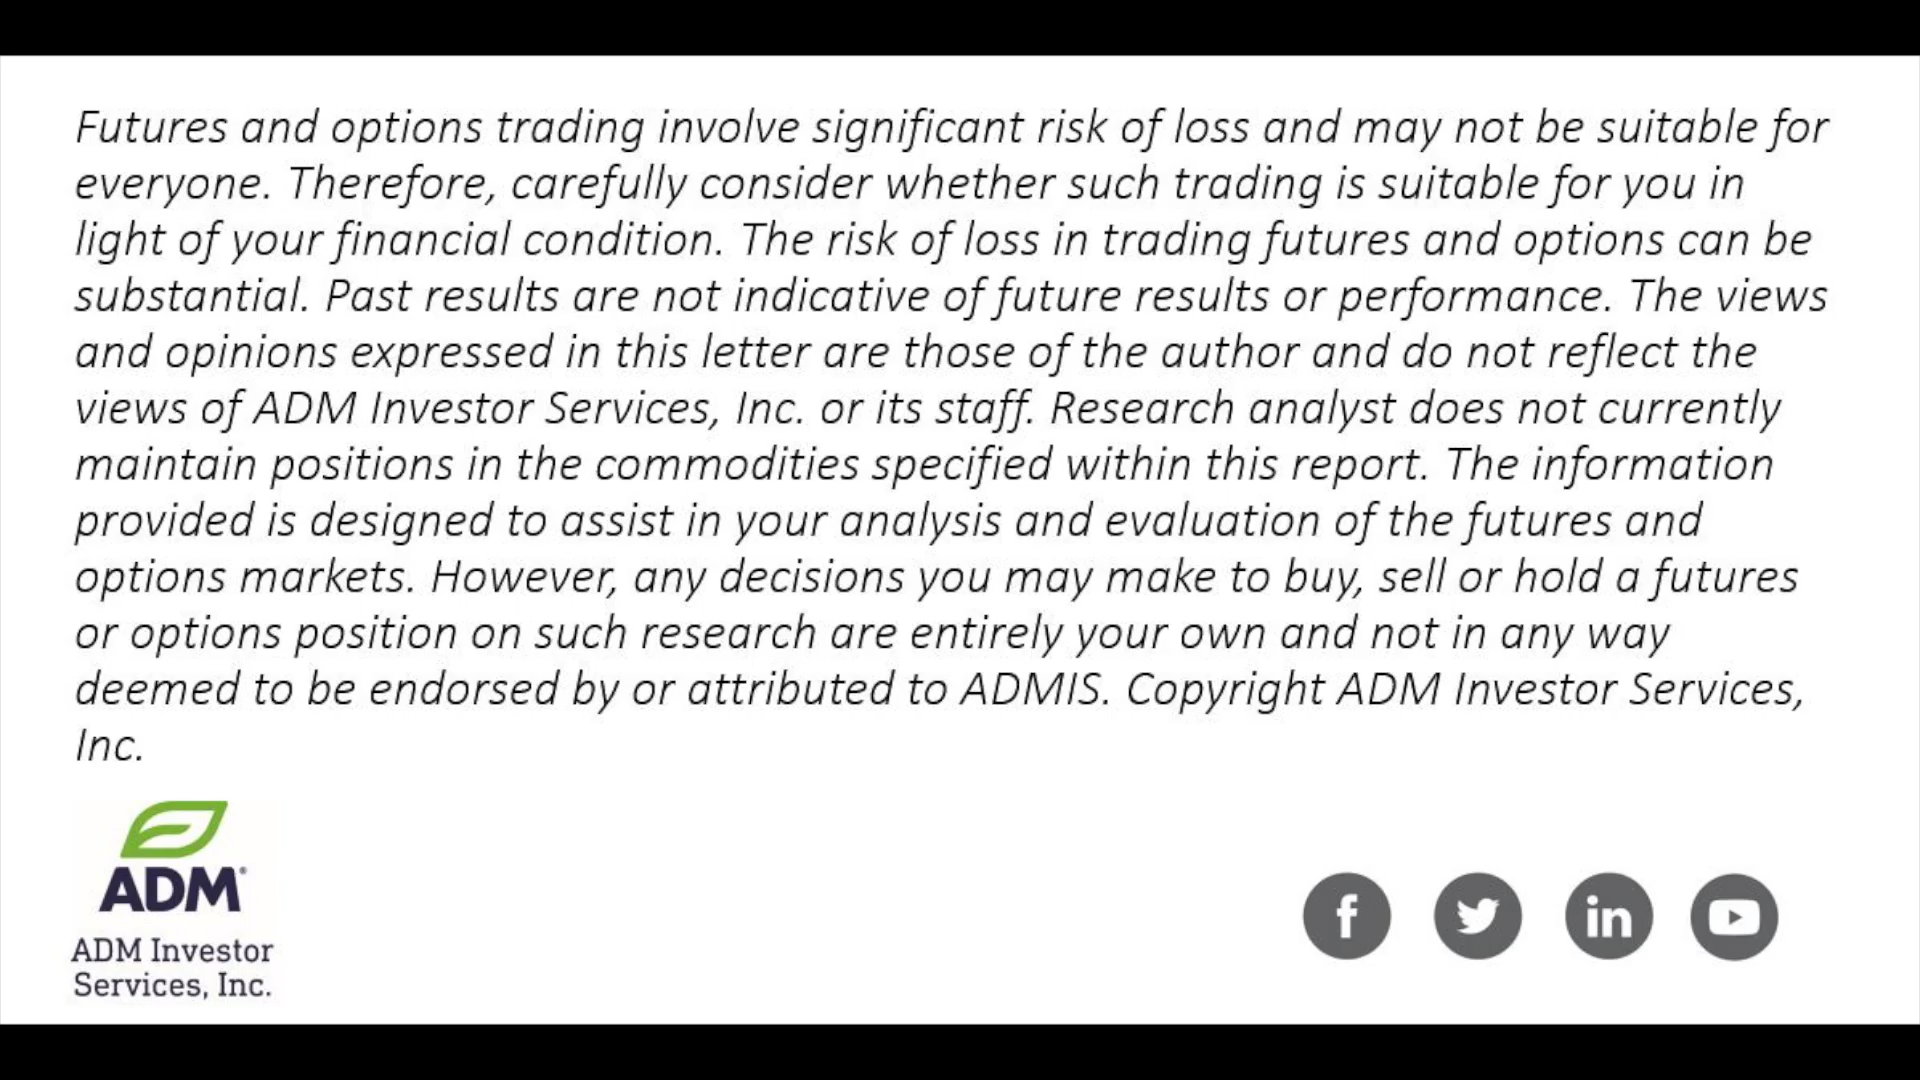 Futures and options trading involve significant risk of loss and may not be suitable for
everyone. Therefore, carefully consider whether such trading is suitable for you in
light of your financial condition. The risk of loss in trading futures and options can be
substantial. Past results are not indicative of future results or performance. The views
and opinions expressed in this letter are those of the author and do not reflect the
views of ADM Investor Services, Inc. or its staff. Research analyst does not currently
maintain positions in the commodities specified within this report. The information
provided is designed to assist in your analysis and evaluation of the futures and
options markets. However, any decisions you may make to buy, sell or hold a futures
or options position on such research are entirely your own and not in any way
deemed to be endorsed by or attributed to ADMIS. Copyright ADM Investor Services,
Inc.
ADM®
ADM Investor
Services, Inc.
f
in